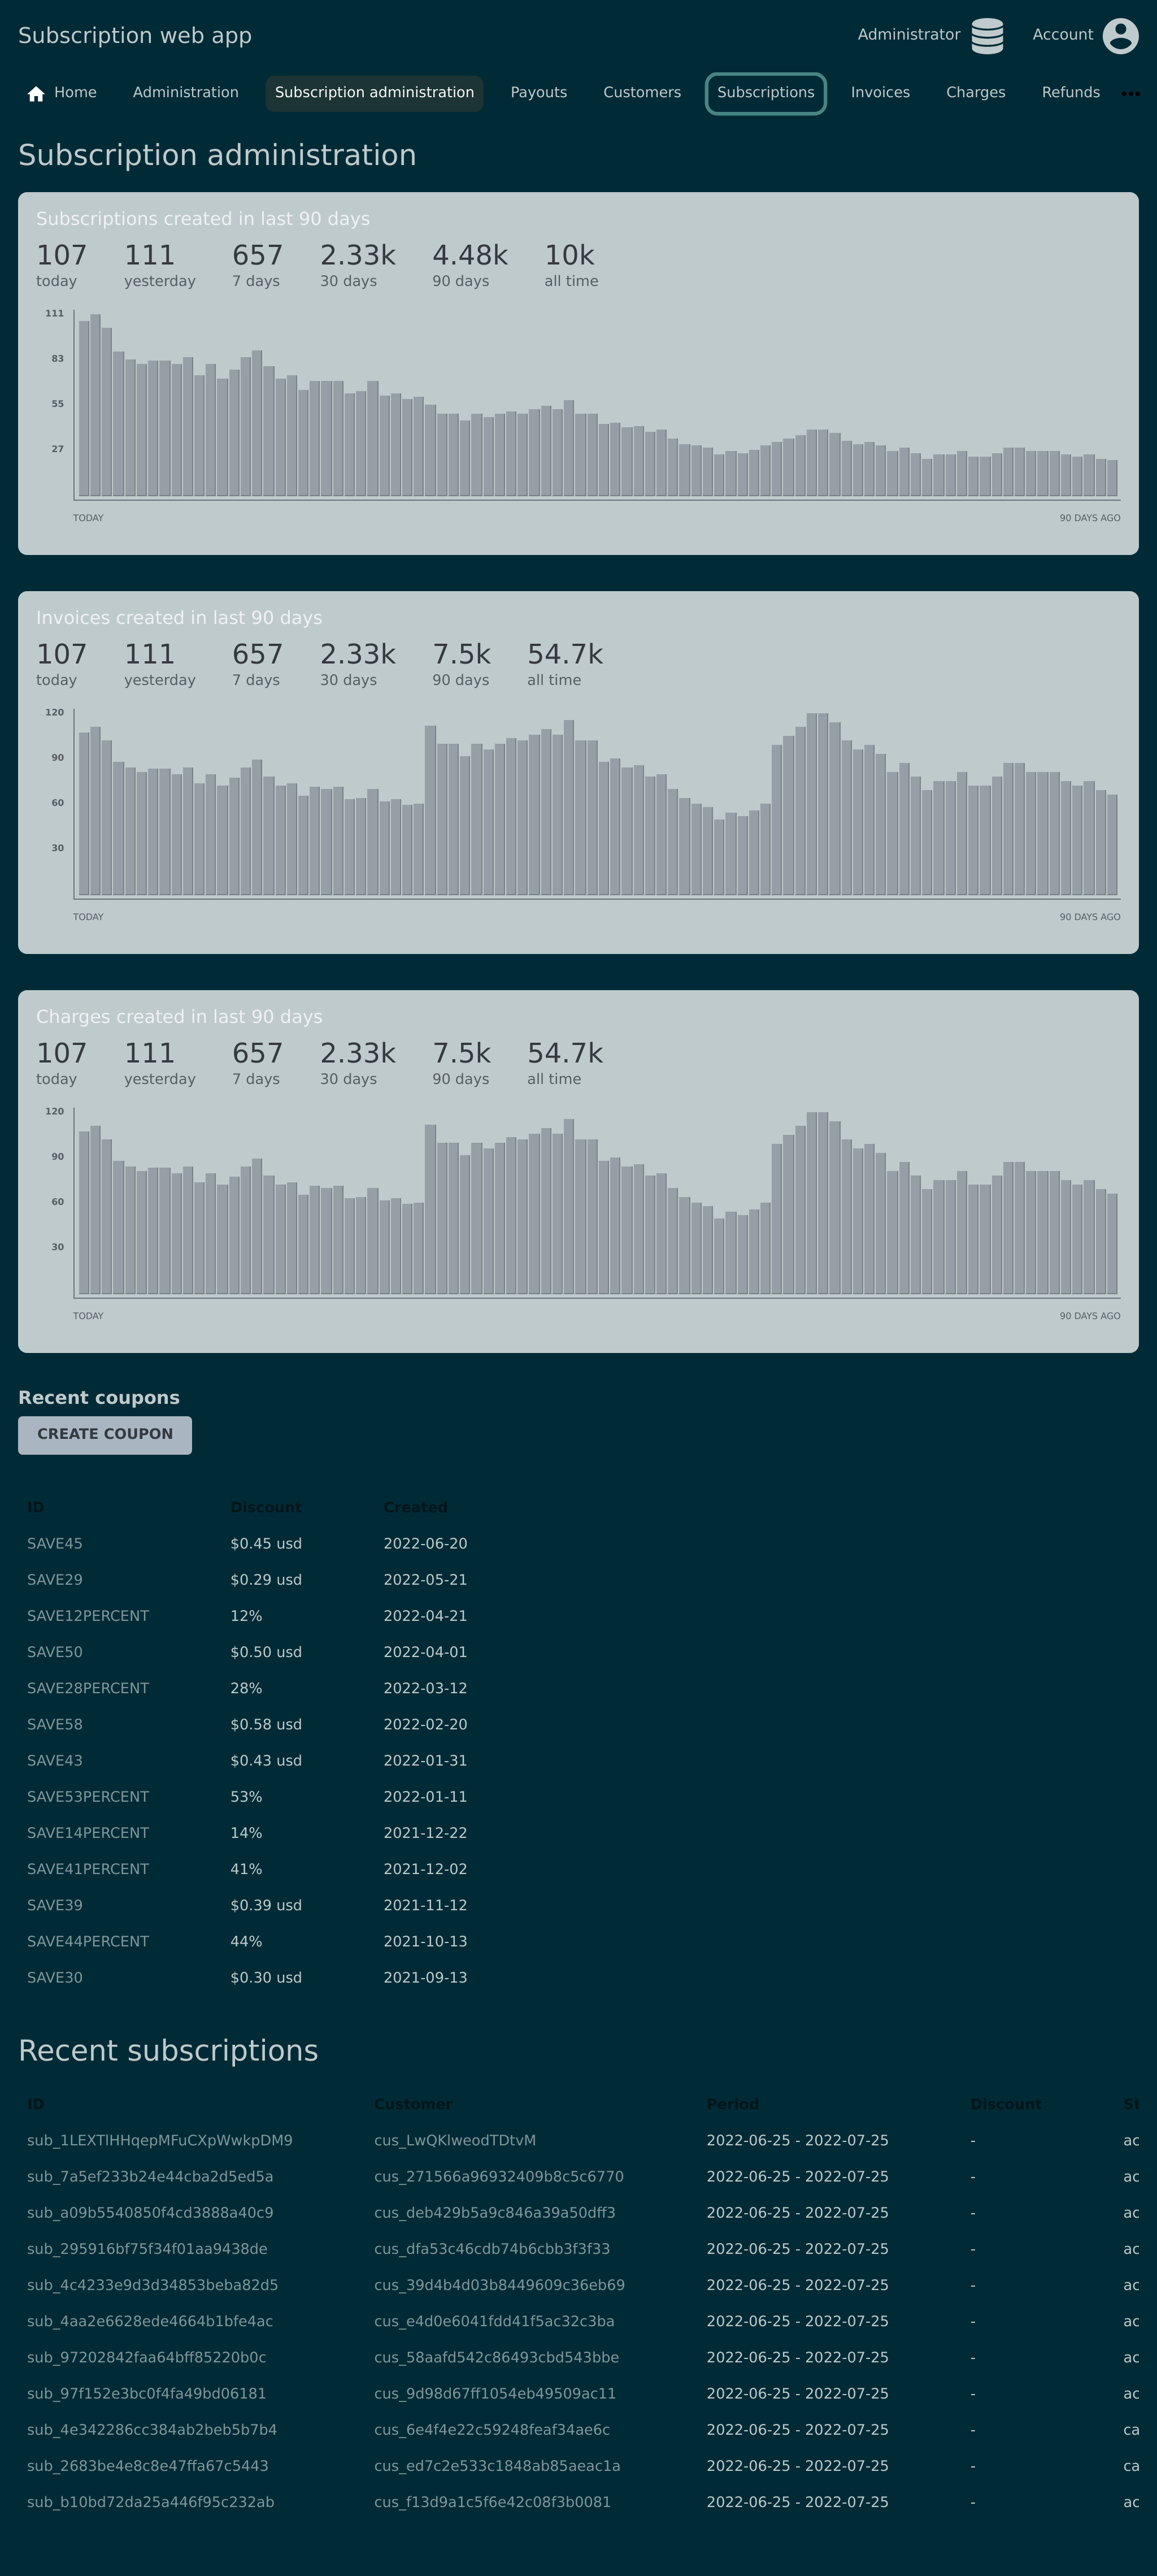 Subscription web app Administrator Account
Home Administration Subscription administration Payouts Customers Subscriptions Invoices Charges Refunds •••
Subscription administration
Subscriptions created in last 90 days
107 111 657 2.33k 4.48k 10k
today yesterday 7 days 30 days 90 days all time
111
83
55
27
TODAY 90 DAYS AGO
Invoices created in last 90 days
107 111 657 2.33k 7.5k 54.7k
today yesterday 7 days 30 days 90 days all time
120
90
60
30
TODAY 90 DAYS AGO
Charges created in last 90 days
107 111 657 2.33k 7.5k 54.7k
today yesterday 7 days 30 days 90 days all time
120
90
60
30
TODAY 90 DAYS AGO
Recent coupons
CREATE COUPON
ID Discount Created
SAVE45 $0.45 usd 2022-06-20
SAVE29 $0.29 usd 2022-05-21
SAVE12PERCENT 12% 2022-04-21
SAVE50 $0.50 usd 2022-04-01
SAVE28PERCENT 28% 2022-03-12
SAVE58 $0.58 usd 2022-02-20
SAVE43 $0.43 usd 2022-01-31
SAVE53PERCENT 53% 2022-01-11
SAVE14PERCENT 14% 2021-12-22
SAVE41PERCENT 41% 2021-12-02
SAVE39 $0.39 usd 2021-11-12
SAVE44PERCENT 44% 2021-10-13
SAVE30 $0.30 usd 2021-09-13
Recent subscriptions
ID Customer Period Discount St
sub_1LEXTlHHqepMFuCXpWwkpDM9 cus_LwQKlweodTDtvM 2022-06-25 - 2022-07-25 - ac
sub_7a5ef233b24e44cba2d5ed5a cus_271566a96932409b8c5c6770 2022-06-25 - 2022-07-25 - ac
sub_a09b5540850f4cd3888a40c9 cus_deb429b5a9c846a39a50dff3 2022-06-25 - 2022-07-25 - ac
sub_295916bf75f34f01aa9438de cus_dfa53c46cdb74b6cbb3f3f33 2022-06-25 - 2022-07-25 - ac
sub_4c4233e9d3d34853beba82d5 cus_39d4b4d03b8449609c36eb69 2022-06-25 - 2022-07-25 - ac
sub_4aa2e6628ede4664b1bfe4ac cus_e4d0e6041fdd41f5ac32c3ba 2022-06-25 - 2022-07-25 - ac
sub_97202842faa64bff85220b0c cus_58aafd542c86493cbd543bbe 2022-06-25 - 2022-07-25 - ac
sub_97f152e3bc0f4fa49bd06181 cus_9d98d67ff1054eb49509ac11 2022-06-25 - 2022-07-25 - ac
sub_4e342286cc384ab2beb5b7b4 cus_6e4f4e22c59248feaf34ae6c 2022-06-25 - 2022-07-25 - ca
sub_2683be4e8c8e47ffa67c5443 cus_ed7c2e533c1848ab85aeac1a 2022-06-25 - 2022-07-25 - ca
sub_b10bd72da25a446f95c232ab cus_f13d9a1c5f6e42c08f3b0081 2022-06-25 - 2022-07-25 - ac